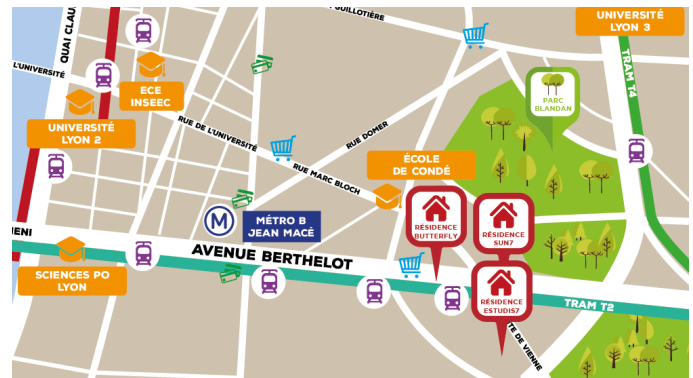 GUILLOTIÈRE
UNIVERSITÉ
LYON 3
QUAI CLAU
L'UNIVERSITÉ
ECE
INSEEC
TRAM T4
PARC
BLANDAN
UNIVERSITÉ
LYON 2
RUE DE L'UNIVERSITÉ
RUE DOMER
ÉCOLE
DE CONDÉ
RUE MARC BLOCH
M
MÉTRO B
JEAN MACÉ
RÉSIDENCE
BUTTERFLY
RÉSIDENCE
SUN7
ENI
AVENUE BERTHELOT
SCIENCES PO
LYON
RÉSIDENCE
ESTUDIS7
TRAM T2
TE DE VIENNE